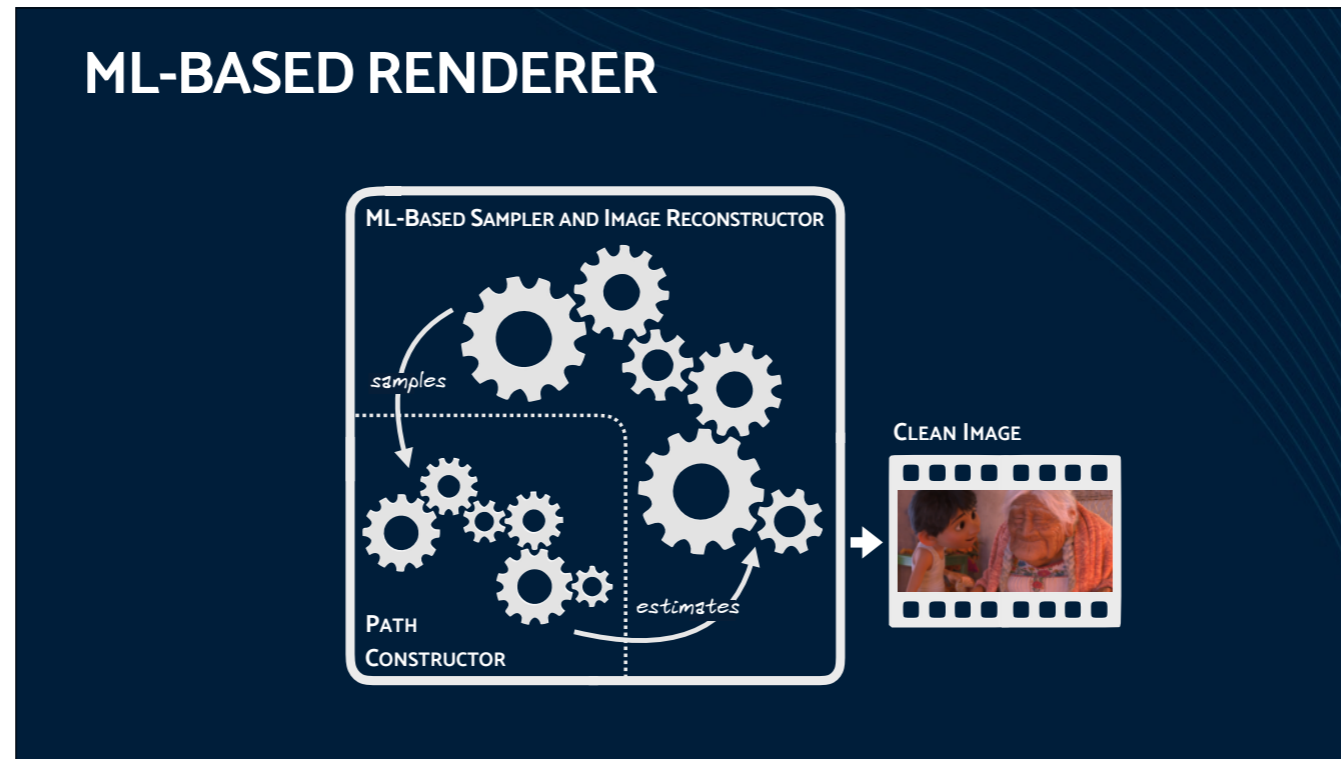 ML-BASED RENDERER
ML-BASED SAMPLER AND IMAGE RECONSTRUCTOR
samples
CLEAN IMAGE
estimates
PATH
CONSTRUCTOR